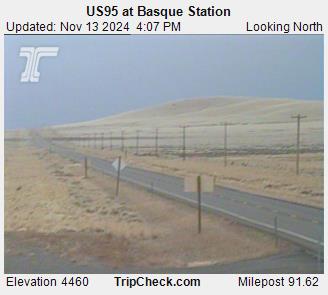 US95 at Basque Station
Updated: Nov 13 2024 4:07 PM Looking North
Elevation 4460 TripCheck.com Milepost 91.62